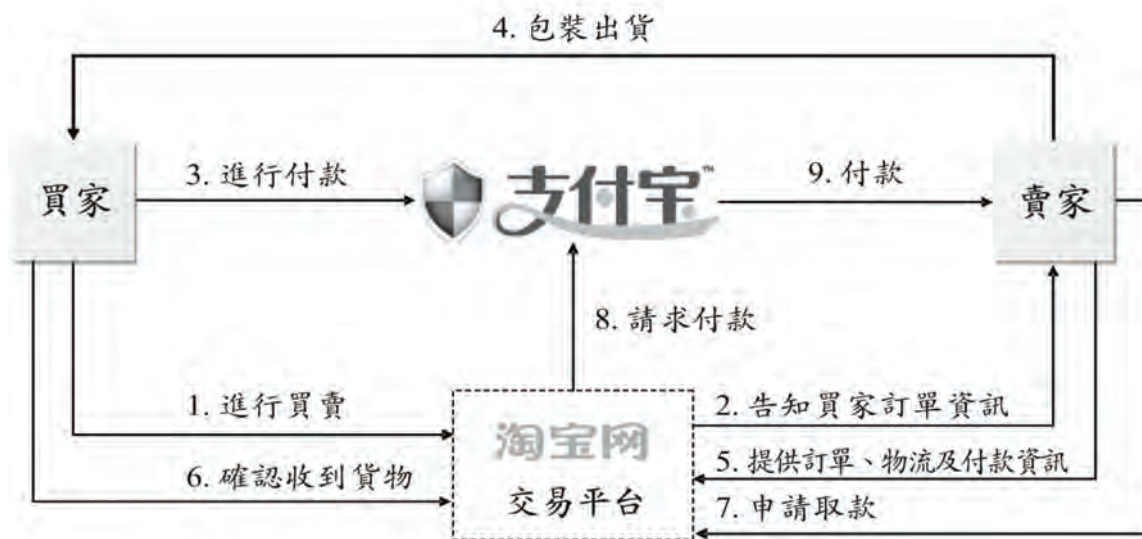 4. 包裝出貨
買家
3. 進行付款
支付宝™
9. 付款
賣家
8. 請求付款
1. 進行買賣
淘宝网
交易平台
2. 告知買家訂單資訊
5. 提供訂單、物流及付款資訊
6. 確認收到貨物
7. 申請取款